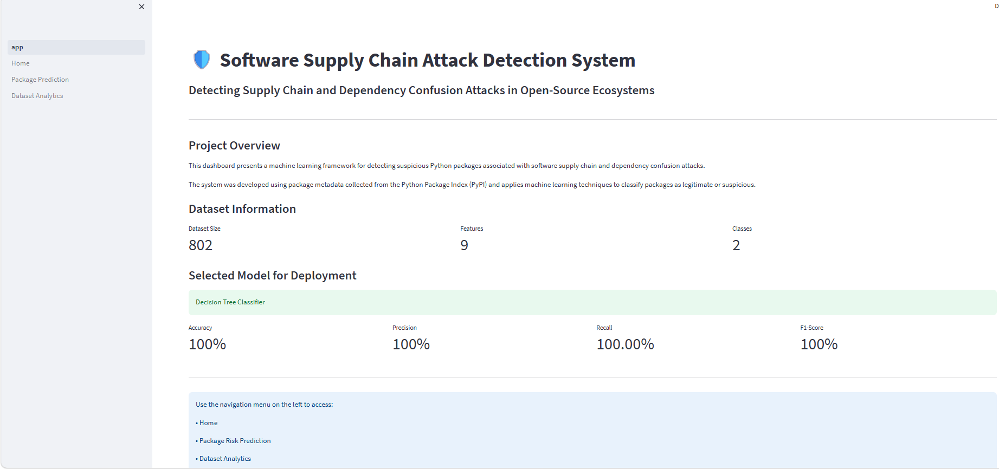 app
Home
Package Prediction
Dataset Analytics
D
Software Supply Chain Attack Detection System
Detecting Supply Chain and Dependency Confusion Attacks in Open-Source Ecosystems
Project Overview
This dashboard presents a machine learning framework for detecting suspicious Python packages associated with software supply chain and dependency confusion attacks.
The system was developed using package metadata collected from the Python Package Index (PyPI) and applies machine learning techniques to classify packages as legitimate or suspicious.
Dataset Information
Dataset Size Features Classes
802 9 2
Selected Model for Deployment
Decision Tree Classifier
Accuracy Precision Recall F1-Score
100% 100% 100.00% 100%
Use the navigation menu on the left to access:
• Home
• Package Risk Prediction
• Dataset Analytics